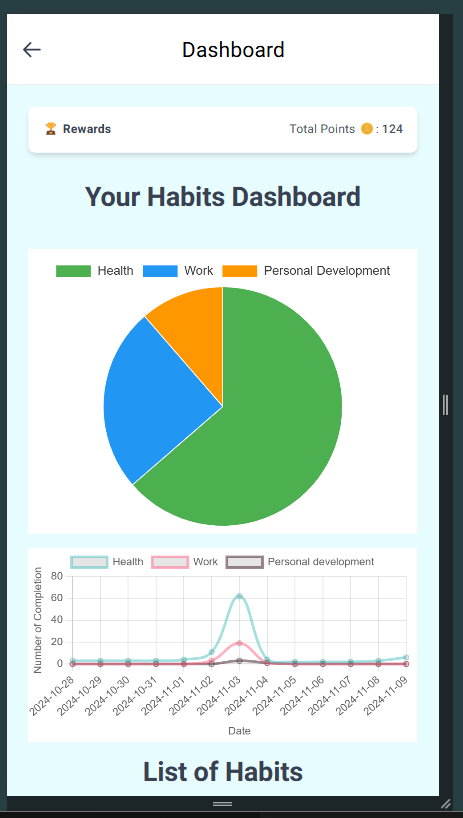 Dashboard
🏆 Rewards Total Points 🪙 : 124
Your Habits Dashboard
Health Work Personal Development
Health Work Personal development
Number of Completion
80
60
40
20
0
2024-10-28 2024-10-29 2024-10-30 2024-10-31 2024-11-01 2024-11-02 2024-11-03 2024-11-04 2024-11-05 2024-11-06 2024-11-07 2024-11-08 2024-11-09
Date
List of Habits